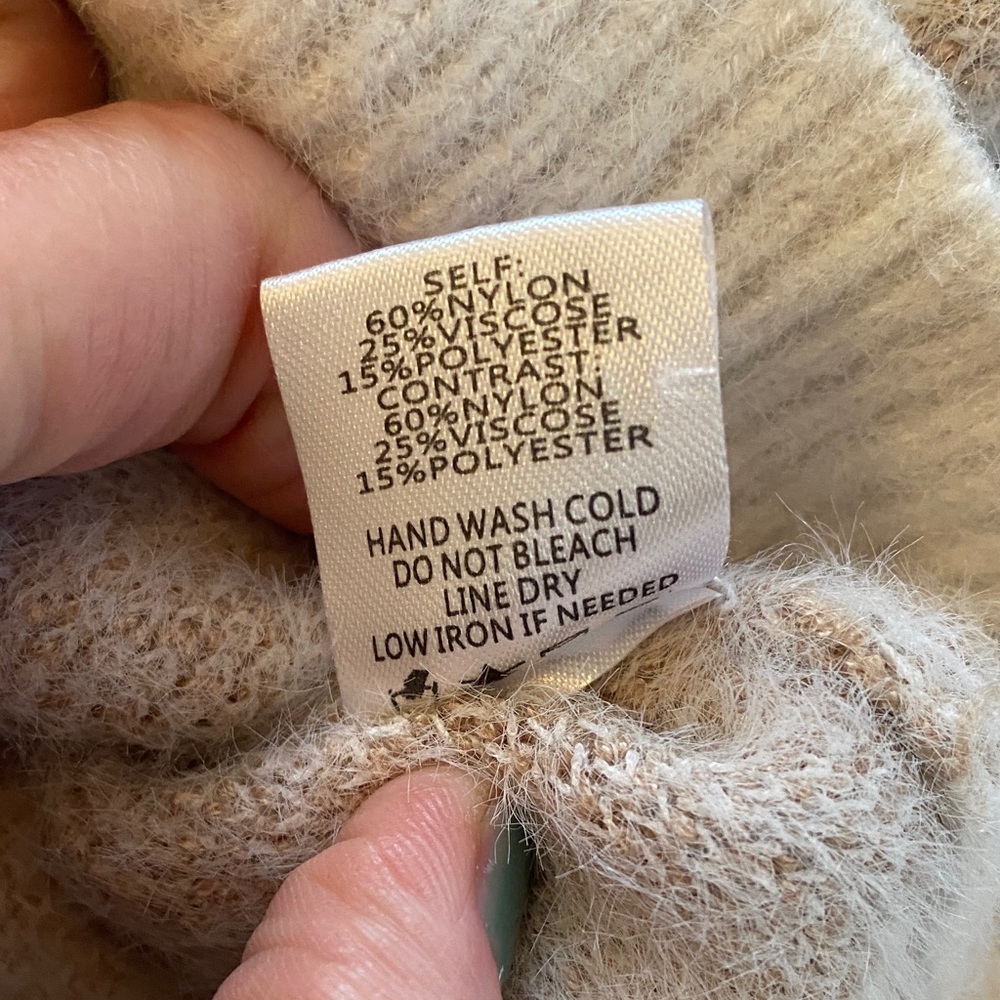 SELF:
60%NYLON
25%VISCOSE
15%POLYESTER
CONTRAST:
60%NYLON
25%VISCOSE
15%POLYESTER
HAND WASH COLD
DO NOT BLEACH
LINE DRY
LOW IRON IF NEEDED